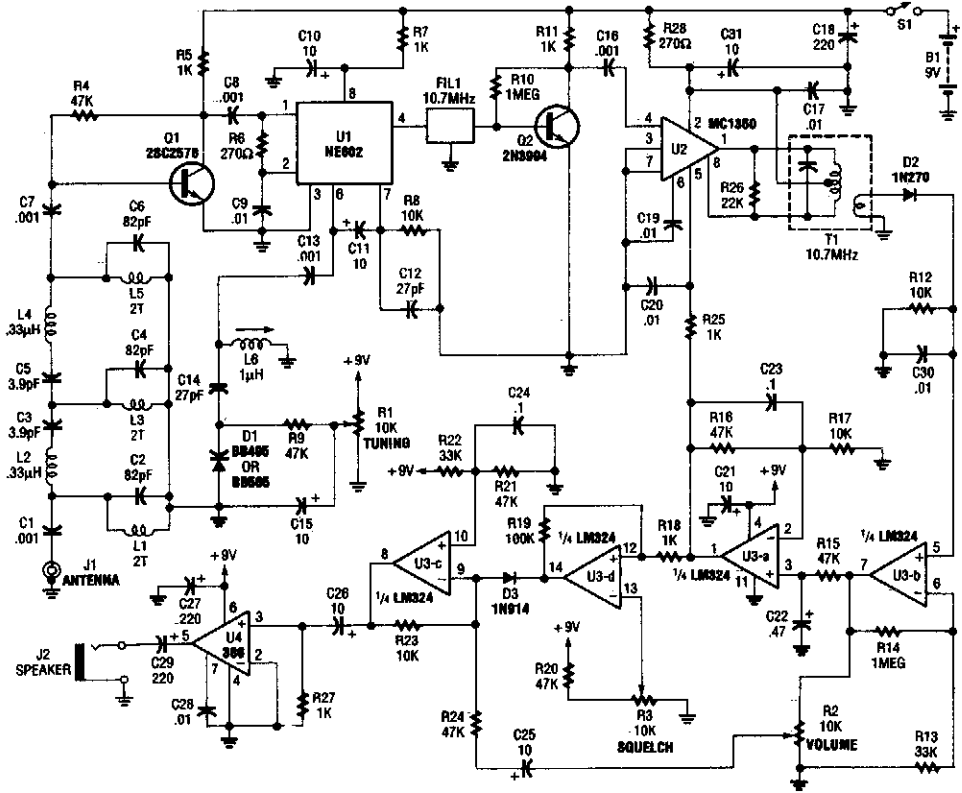 C10
10
+
R7
1K
R11
1K
C16
.001
R28
270Ω
C31
10
+
C18
220
+
S1
+
B1
9V
R5
1K
R4
47K
C8
.001
8
R10
1MEG
FIL1
10.7MHz
C17
.01
Q1
2SC2570
R6
270Ω
1
2
U1
NE602
4
3
6
7
Q2
2N3904
4
3
7
U2
MC1350
2
1
8
5
6
R26
22K
T1
10.7MHz
D2
1N270
C7
.001
C6
82pF
C9
.01
C13
.001
+
C11
10
R8
10K
C12
27pF
C19
.01
C20
.01
L5
2T
L4
.33µH
C4
82pF
L6
1µH
R25
1K
R12
10K
C30
.01
C5
3.9pF
C3
3.9pF
L3
2T
C14
27pF
+9V
R1
10K
TUNING
C24
.1
C23
.1
L2
.33µH
C2
82pF
D1
BB405
OR
BB505
R9
47K
R22
33K
+9V
R21
47K
R16
47K
R17
10K
C1
.001
L1
2T
C15
10
+
R19
100K
C21
10
+
+9V
J1
ANTENNA
8
10
+
9
−
U3-c
¼ LM324
D3
1N914
14
¼ LM324
12
+
13
−
U3-d
R18
1K
1
4
2
−
U3-a
¼ LM324
11
3
+
R15
47K
¼ LM324
7
U3-b
5
+
6
−
+9V
C27
220
+
6
3
+
5
U4
386
7
4
2
−
C26
10
+
R23
10K
C22
.47
+
R14
1MEG
J2
SPEAKER
+
C29
220
C28
.01
R27
1K
R24
47K
+9V
R20
47K
R3
10K
SQUELCH
C25
10
+
R2
10K
VOLUME
R13
33K